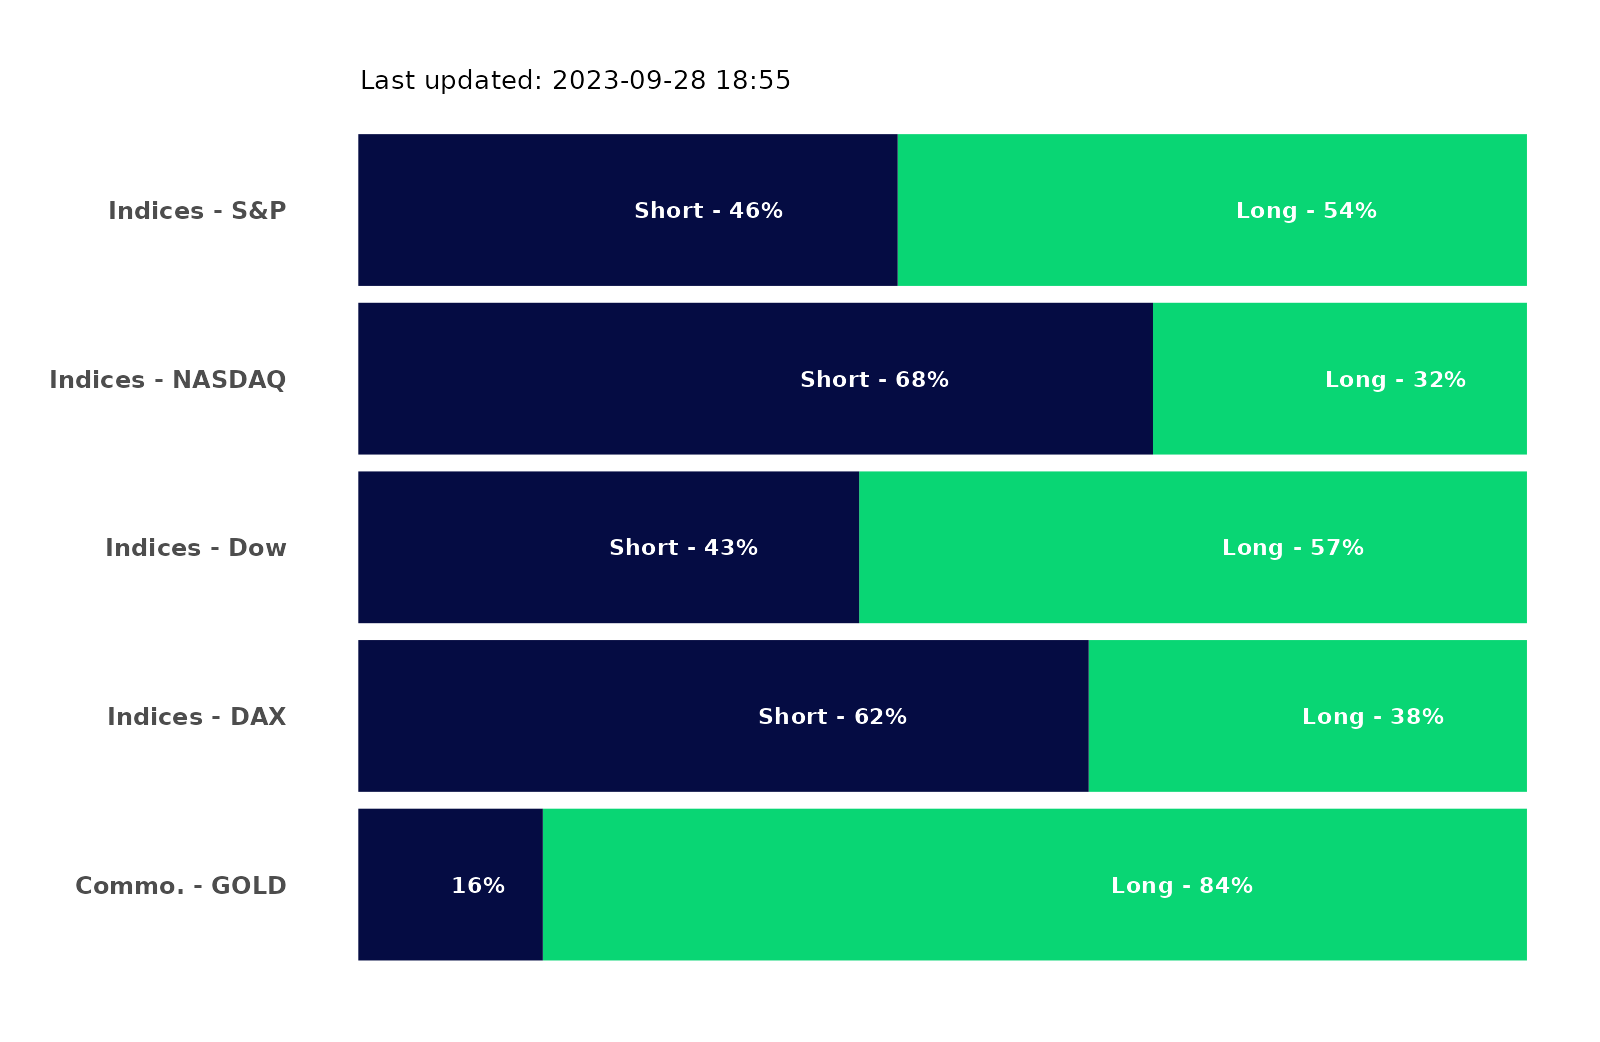 Last updated: 2023-09-28 18:55
Indices - S&P Short - 46% Long - 54%
Indices - NASDAQ Short - 68% Long - 32%
Indices - Dow Short - 43% Long - 57%
Indices - DAX Short - 62% Long - 38%
Commo. - GOLD 16% Long - 84%